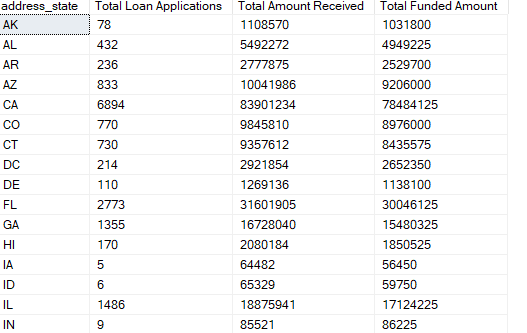 address_state Total Loan Applications Total Amount Received Total Funded Amount
AK 78 1108570 1031800
AL 432 5492272 4949225
AR 236 2777875 2529700
AZ 833 10041986 9206000
CA 6894 83901234 78484125
CO 770 9845810 8976000
CT 730 9357612 8435575
DC 214 2921854 2652350
DE 110 1269136 1138100
FL 2773 31601905 30046125
GA 1355 16728040 15480325
HI 170 2080184 1850525
IA 5 64482 56450
ID 6 65329 59750
IL 1486 18875941 17124225
IN 9 85521 86225